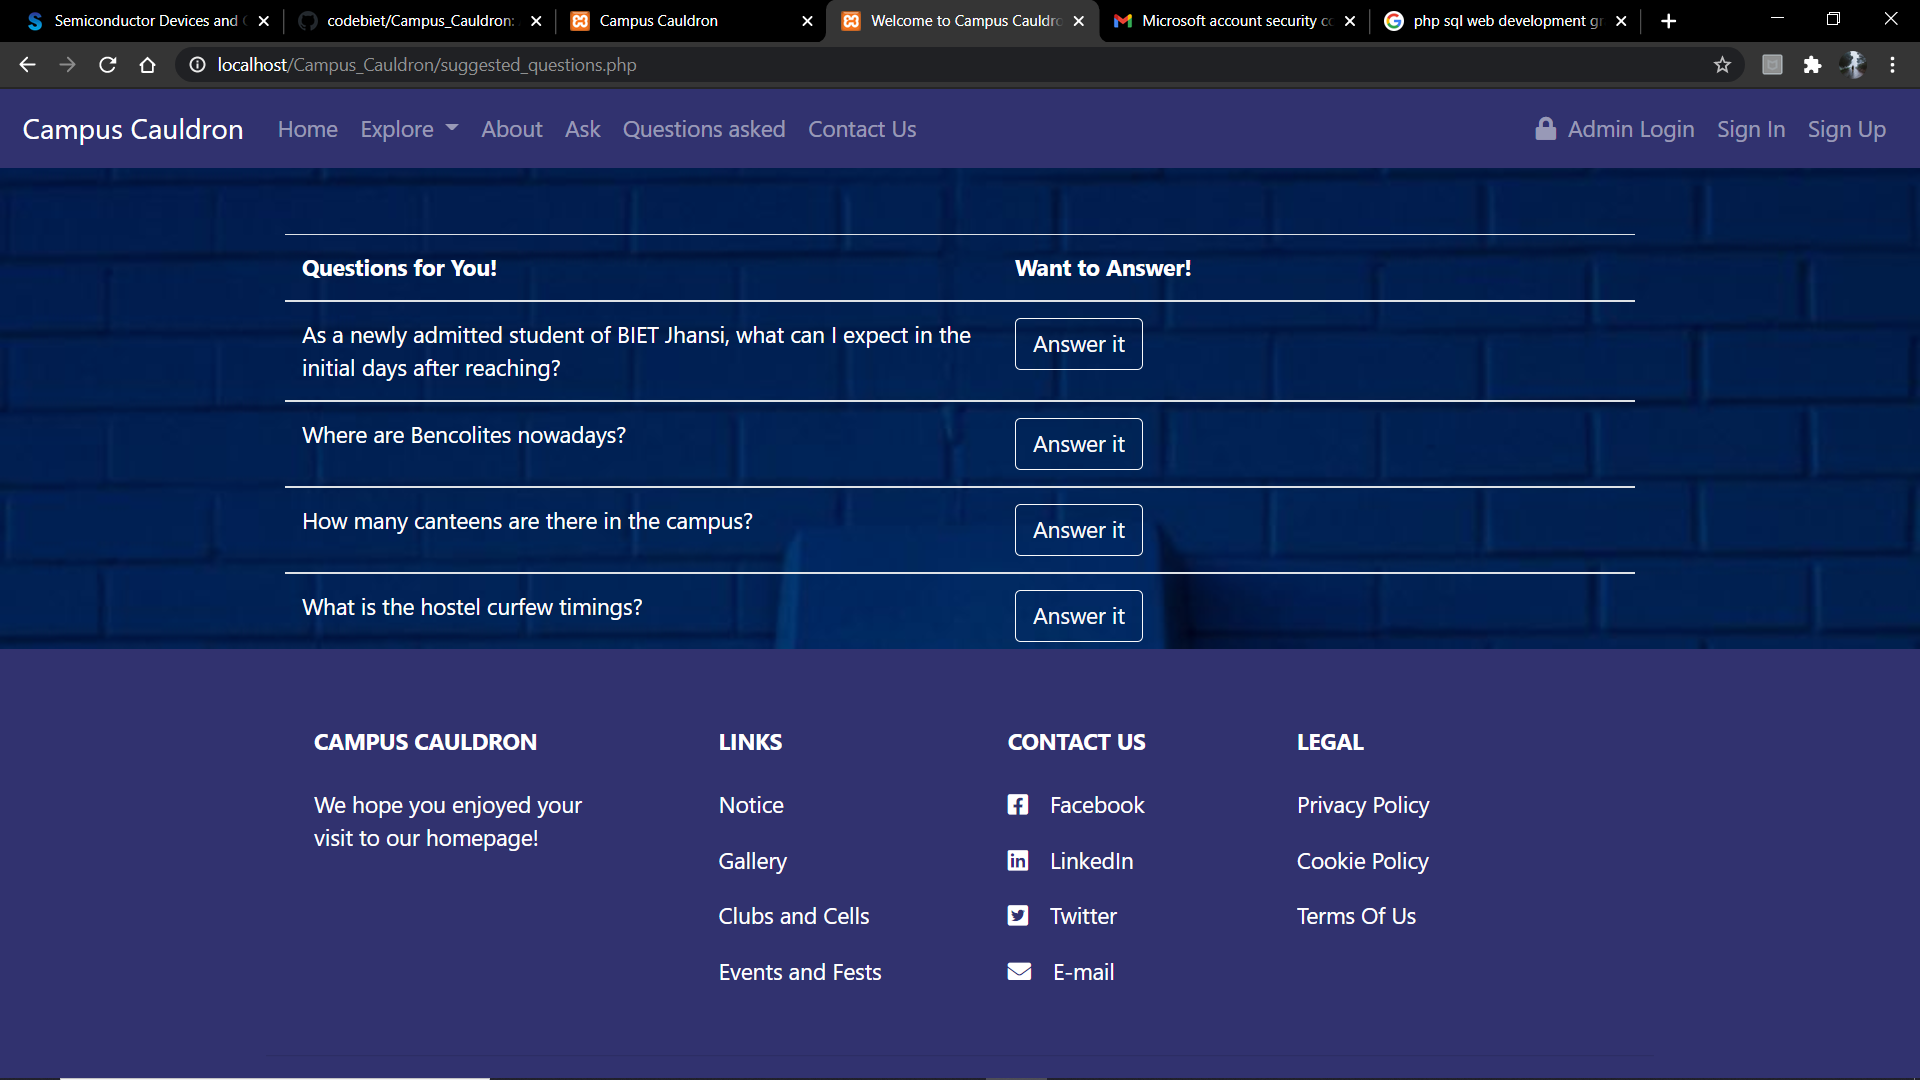 Semiconductor Devices and
codebiet/Campus_Cauldron:
Campus Cauldron
Welcome to Campus Cauldro
Microsoft account security co
php sql web development gr
localhost/Campus_Cauldron/suggested_questions.php
Campus Cauldron Home Explore About Ask Questions asked Contact Us Admin Login Sign In Sign Up
Questions for You! Want to Answer!
As a newly admitted student of BIET Jhansi, what can I expect in the
initial days after reaching?
Answer it
Where are Bencolites nowadays?
Answer it
How many canteens are there in the campus?
Answer it
What is the hostel curfew timings?
Answer it
CAMPUS CAULDRON
We hope you enjoyed your
visit to our homepage!
LINKS
Notice
Gallery
Clubs and Cells
Events and Fests
CONTACT US
Facebook
LinkedIn
Twitter
E-mail
LEGAL
Privacy Policy
Cookie Policy
Terms Of Us